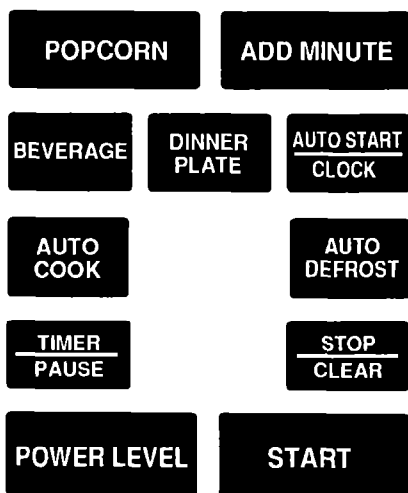 POPCORN
ADD MINUTE
BEVERAGE
DINNER
PLATE
AUTO START
CLOCK
AUTO
COOK
AUTO
DEFROST
TIMER
PAUSE
STOP
CLEAR
POWER LEVEL
START